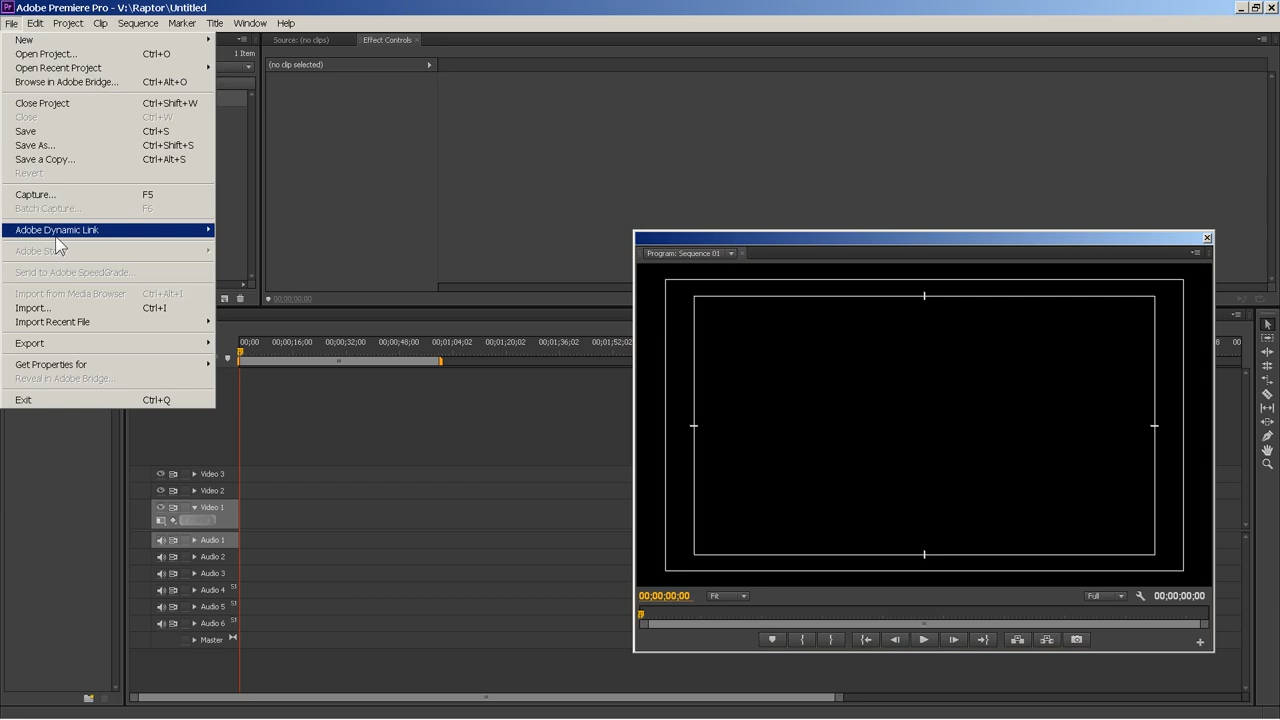 Pr Adobe Premiere Pro - V:\Raptor\Untitled
File Edit Project Clip Sequence Marker Title Window Help
New
Open Project... Ctrl+O
Open Recent Project
Browse in Adobe Bridge... Ctrl+Alt+O
Close Project Ctrl+Shift+W
Close Ctrl+W
Save Ctrl+S
Save As... Ctrl+Shift+S
Save a Copy... Ctrl+Alt+S
Revert
Capture... F5
Batch Capture... F6
Adobe Dynamic Link
Adobe
Send to Adobe SpeedGrade...
Import from Media Browser Ctrl+Alt+I
Import... Ctrl+I
Import Recent File
Export
Get Properties for
Reveal in Adobe Bridge...
Exit Ctrl+Q
1 Item
Source: (no clips) Effect Controls
(no clip selected)
00;00;00;00
00;00 00;00;16;00 00;00;32;00 00;00;48;00 00;01;04;02 00;01;20;02 00;01;36;02 00;01;52;02
Video 3
Video 2
Video 1
Audio 1
Audio 2
Audio 3
Audio 4 51
Audio 5 51
Audio 6 51
Master
Program: Sequence 01
00;00;00;00 Fit Full 00;00;00;00